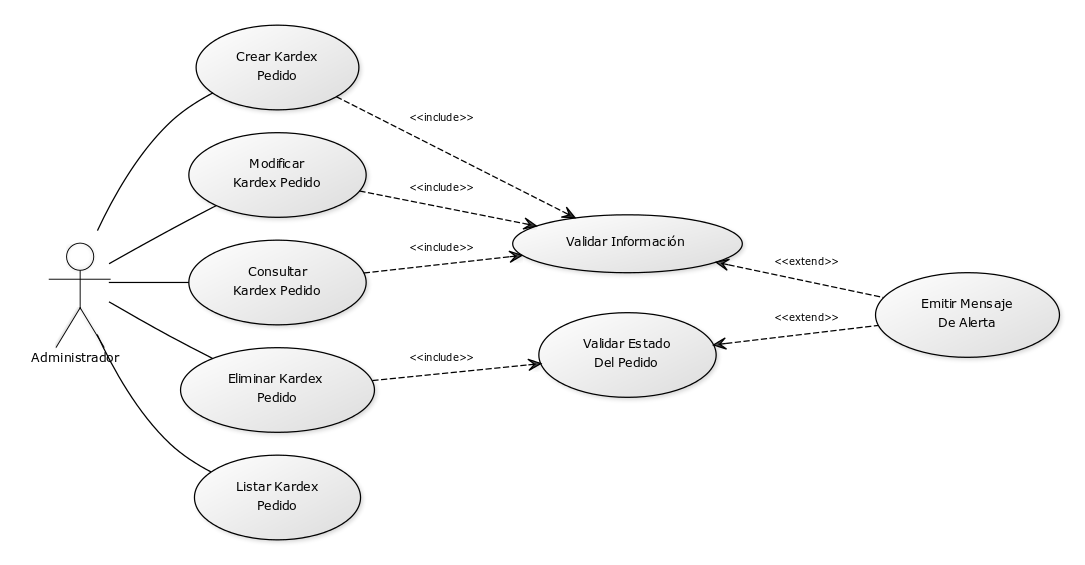 Crear Kardex
Pedido
<<include>>
Modificar
Kardex Pedido
<<include>>
Validar Información
<<include>>
<<extend>>
Consultar
Kardex Pedido
Emitir Mensaje
De Alerta
<<extend>>
Validar Estado
Del Pedido
Administrador
<<include>>
Eliminar Kardex
Pedido
Listar Kardex
Pedido